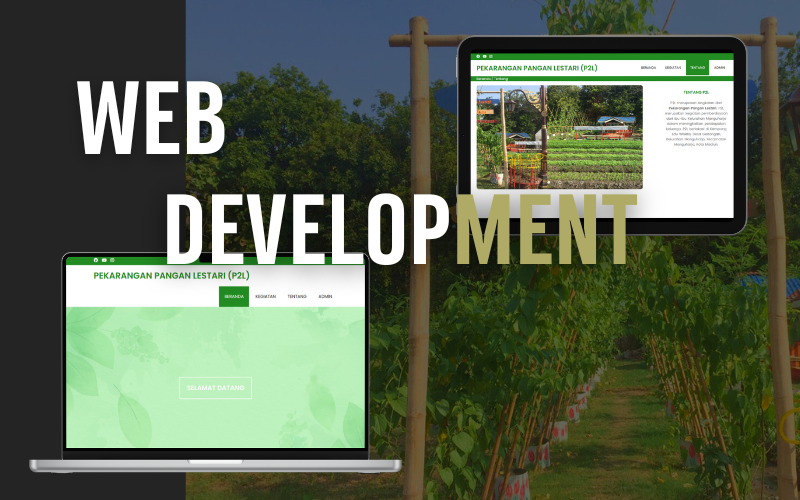 WEB
DEVELOPMENT
PEKARANGAN PANGAN LESTARI (P2L)
BERANDA KEGIATAN TENTANG ADMIN
Beranda / Tentang
TENTANG P2L
PEKARANGAN PANGAN LESTARI (P2L)
BERANDA KEGIATAN TENTANG ADMIN
SELAMAT DATANG